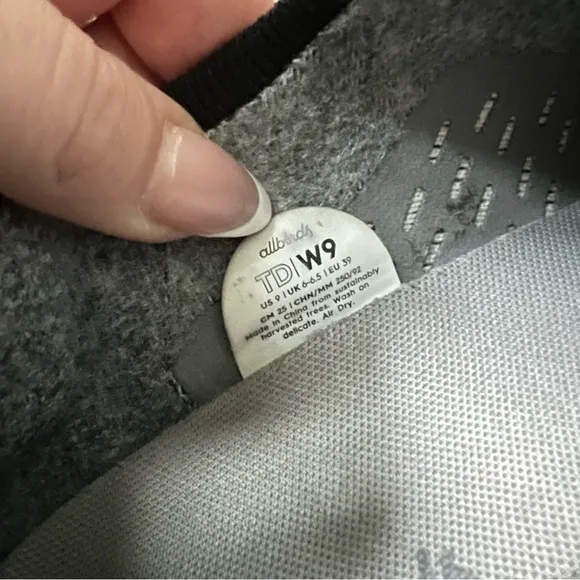 allbirds
TD|W9
US 9 | UK 6-6.5 | EU 39
CM 25 | CHN/MM 250/92
Made in China from sustainably
harvested trees. Wash on
delicate. Air Dry.